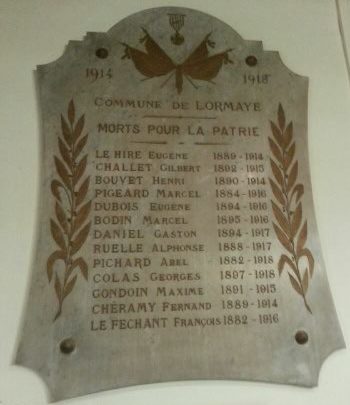 1914 1918
COMMUNE DE LORMAYE
MORTS POUR LA PATRIE
LE HIRE EUGÈNE 1889-1914
CHALLET GILBERT 1892-1915
BOUVET HENRI 1890-1914
PIGEARD MARCEL 1884-1916
DUBOIS EUGÈNE 1894-1916
BODIN MARCEL 1895-1916
DANIEL GASTON 1894-1917
RUELLE ALPHONSE 1888-1917
PICHARD ABEL 1882-1918
COLAS GEORGES 1897-1918
GONDOIN MAXIME 1891-1915
CHÉRAMY FERNAND 1889-1914
LE FECHANT FRANÇOIS 1882-1916